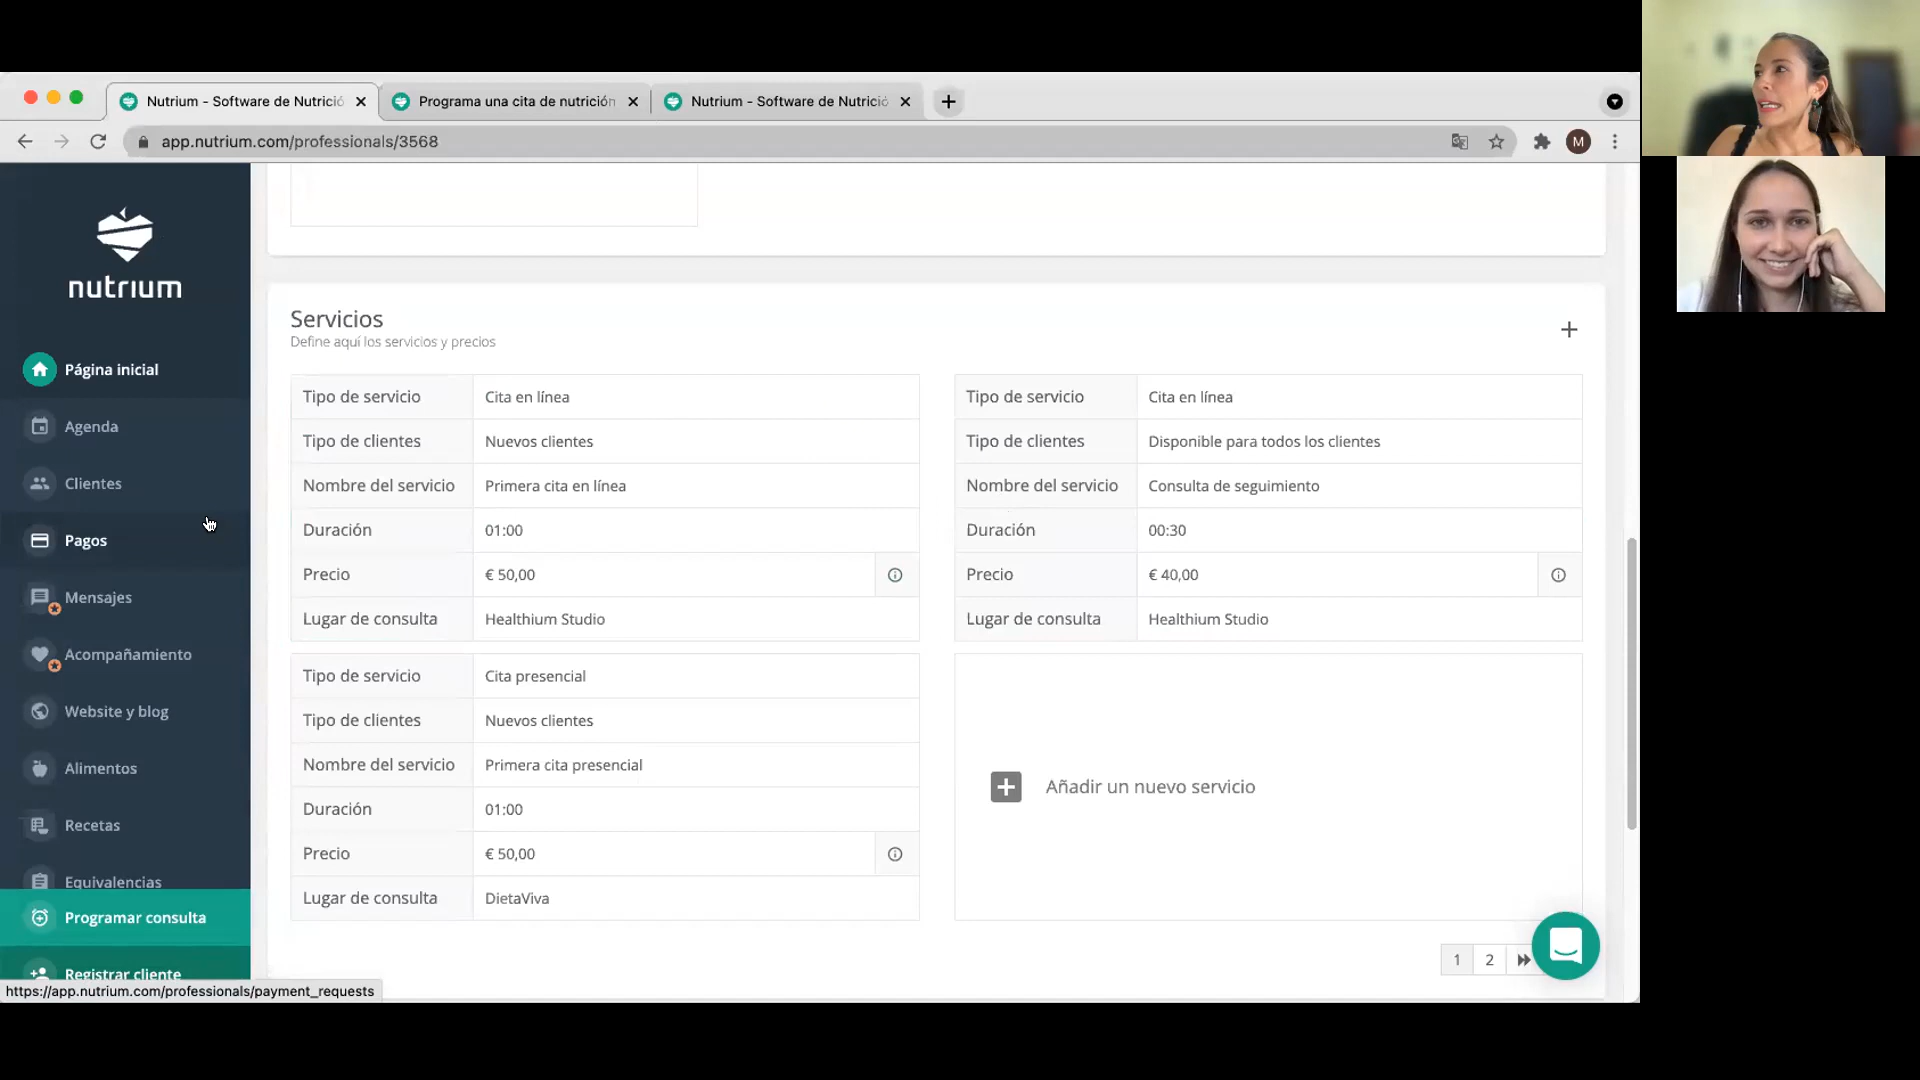 Nutrium - Software de Nutrició
Programa una cita de nutrición
Nutrium - Software de Nutrició
app.nutrium.com/professionals/3568
M
nutrium
Página inicial
Agenda
Clientes
Pagos
Mensajes
Acompañamiento
Website y blog
Alimentos
Recetas
Equivalencias
Programar consulta
Registrar cliente
https://app.nutrium.com/professionals/payment_requests
Servicios
Define aquí los servicios y precios
Tipo de servicio Cita en línea
Tipo de clientes Nuevos clientes
Nombre del servicio Primera cita en línea
Duración 01:00
Precio € 50,00
Lugar de consulta Healthium Studio
Tipo de servicio Cita en línea
Tipo de clientes Disponible para todos los clientes
Nombre del servicio Consulta de seguimiento
Duración 00:30
Precio € 40,00
Lugar de consulta Healthium Studio
Tipo de servicio Cita presencial
Tipo de clientes Nuevos clientes
Nombre del servicio Primera cita presencial
Duración 01:00
Precio € 50,00
Lugar de consulta DietaViva
Añadir un nuevo servicio
1 2